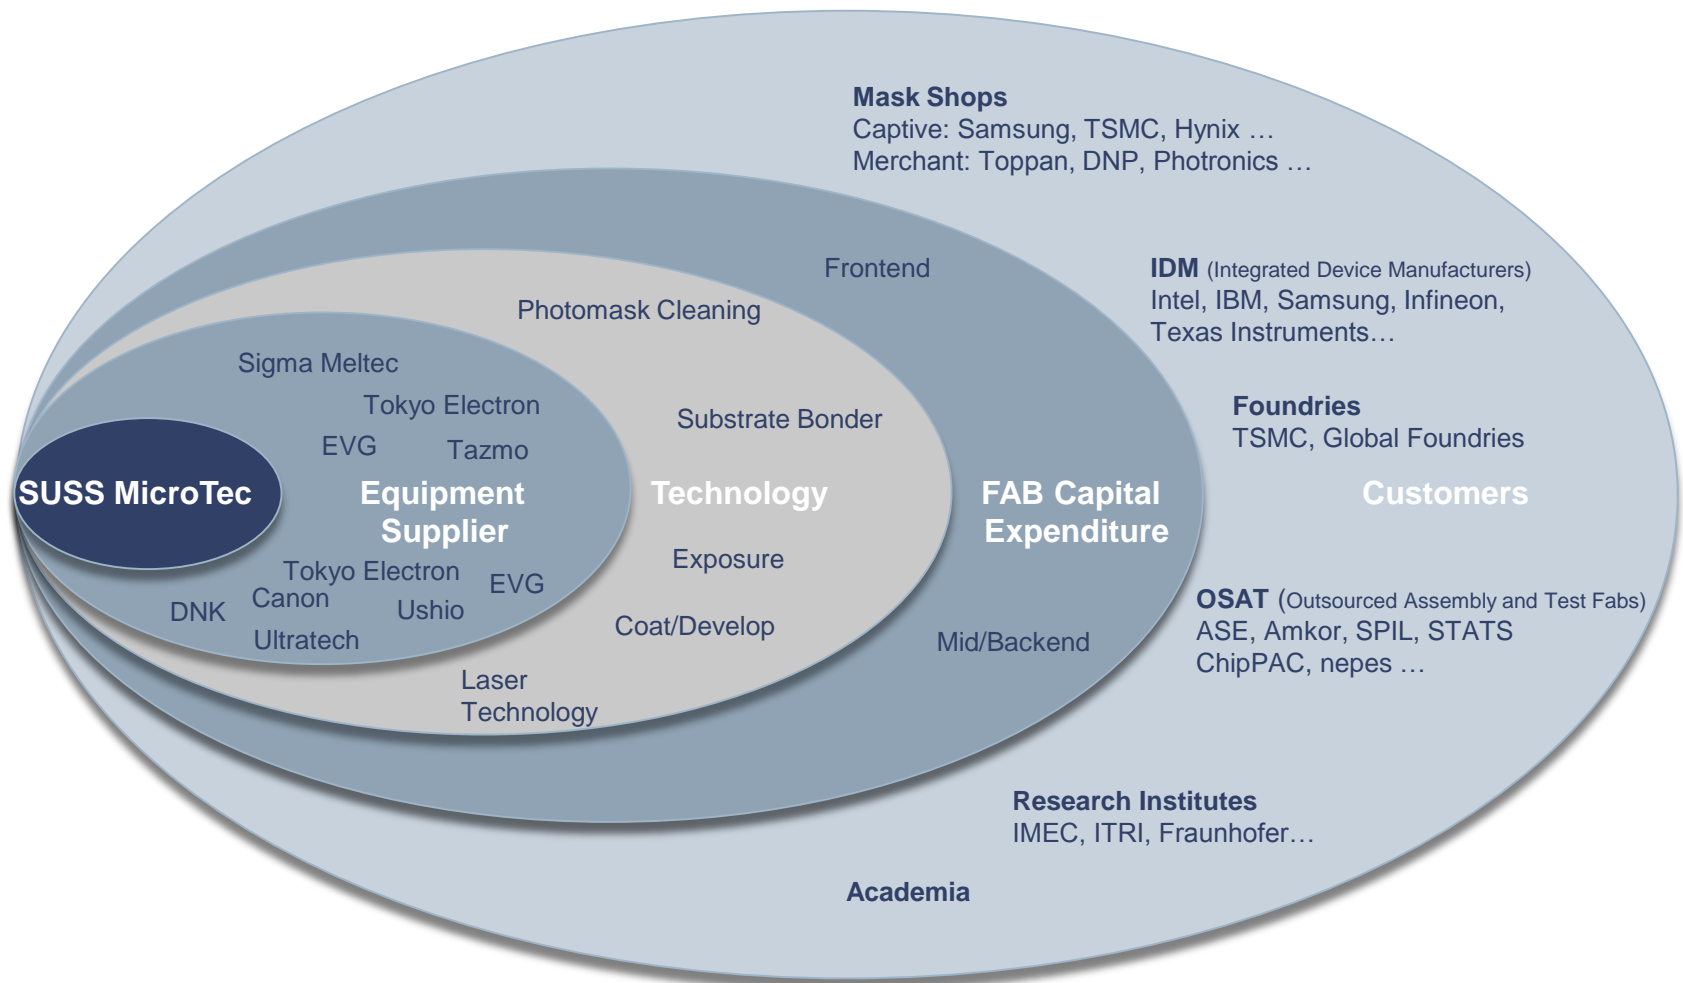 Mask Shops
Captive: Samsung, TSMC, Hynix …
Merchant: Toppan, DNP, Photronics …
Frontend
IDM (Integrated Device Manufacturers)
Intel, IBM, Samsung, Infineon,
Texas Instruments…
Photomask Cleaning
Sigma Meltec
Tokyo Electron
EVG
Tazmo
Substrate Bonder
Foundries
TSMC, Global Foundries
SUSS MicroTec
Equipment
Supplier
Technology
FAB Capital
Expenditure
Customers
Tokyo Electron
EVG
Canon
DNK
Ushio
Ultratech
Exposure
Coat/Develop
Laser
Technology
Mid/Backend
OSAT (Outsourced Assembly and Test Fabs)
ASE, Amkor, SPIL, STATS
ChipPAC, nepes …
Research Institutes
IMEC, ITRI, Fraunhofer…
Academia